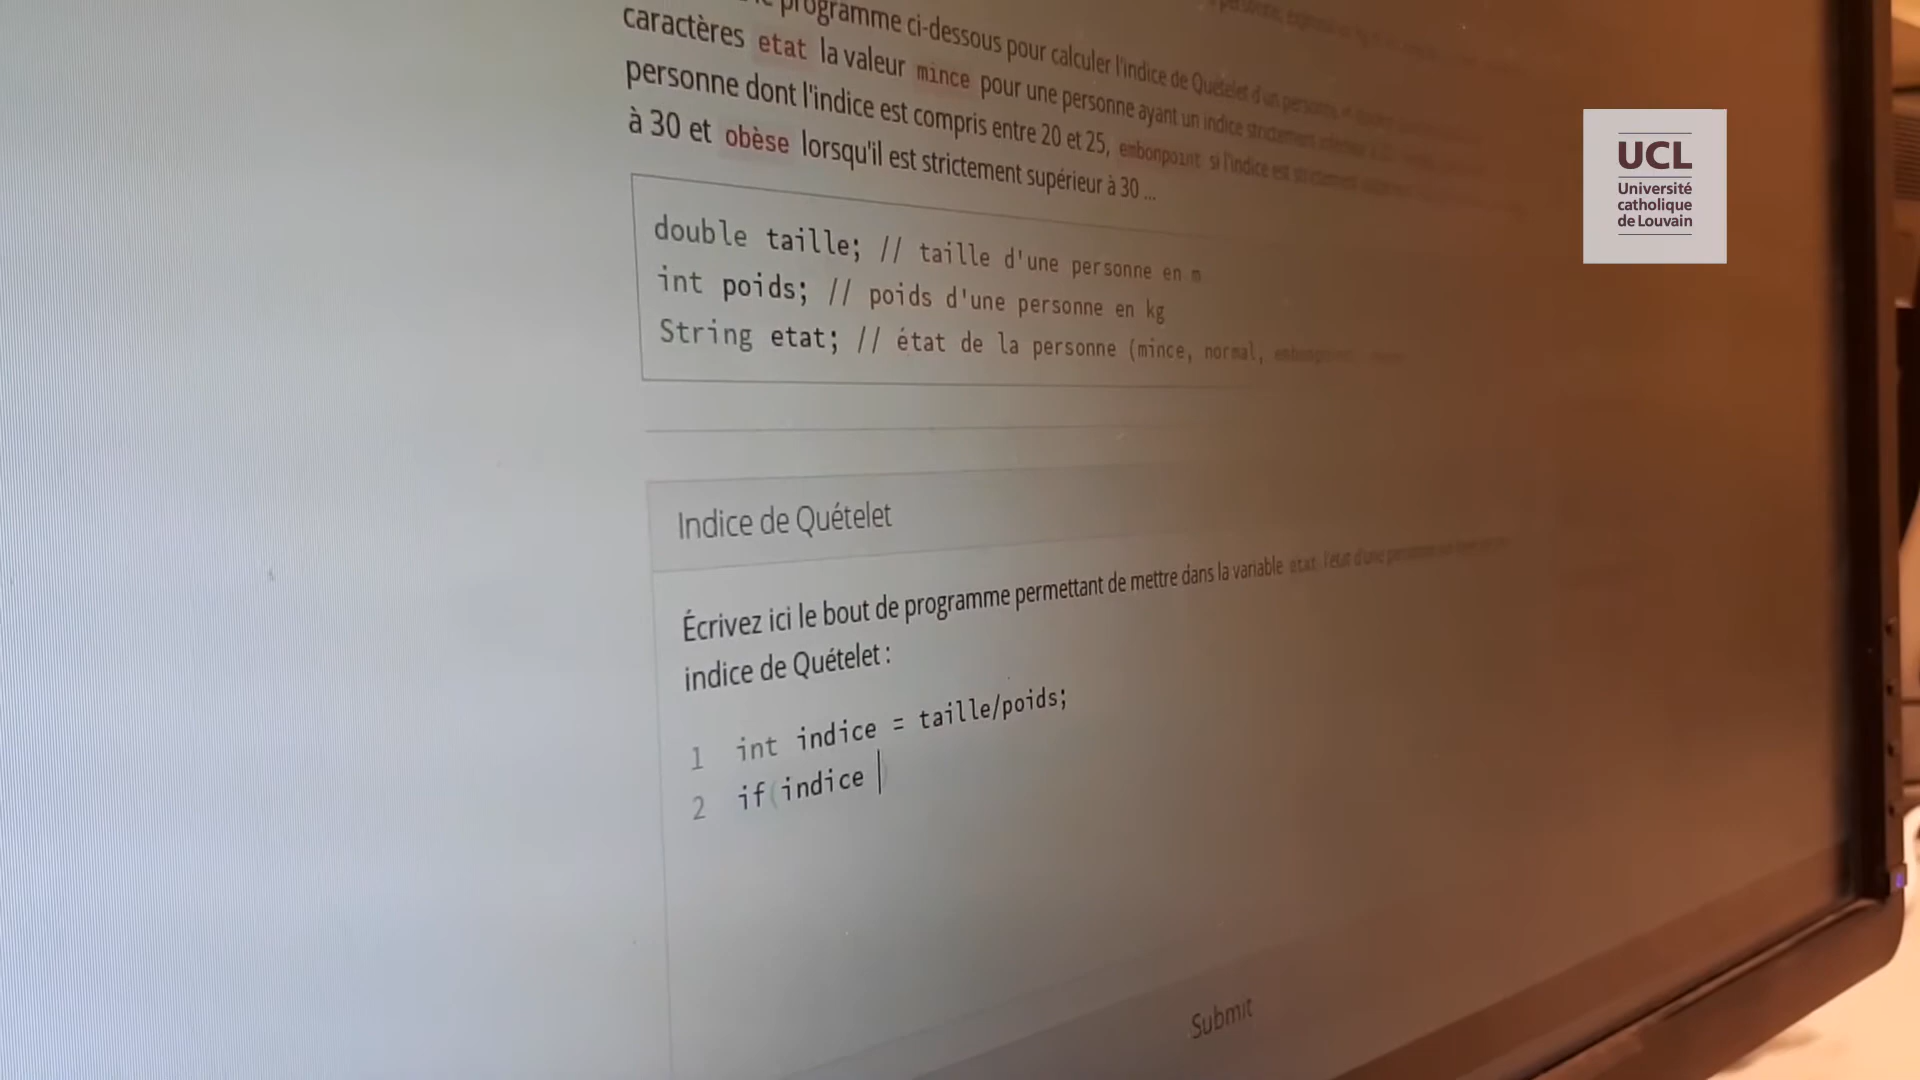 programme ci-dessous pour calculer l'indice de Quételet d'un
caractères etat la valeur mince pour une personne ayant un indice strictement
personne dont l'indice est compris entre 20 et 25, embonpoint si l'indice est strictement
à 30 et obèse lorsqu'il est strictement supérieur à 30 ...
double taille; // taille d'une personne en m
int poids; // poids d'une personne en kg
String etat; // état de la personne (mince, normal,
Indice de Quételet
Écrivez ici le bout de programme permettant de mettre dans la variable etat l'état d'une
indice de Quételet :
1 int indice = taille/poids;
2 if(indice )
Submit
UCL
Université
catholique
de Louvain